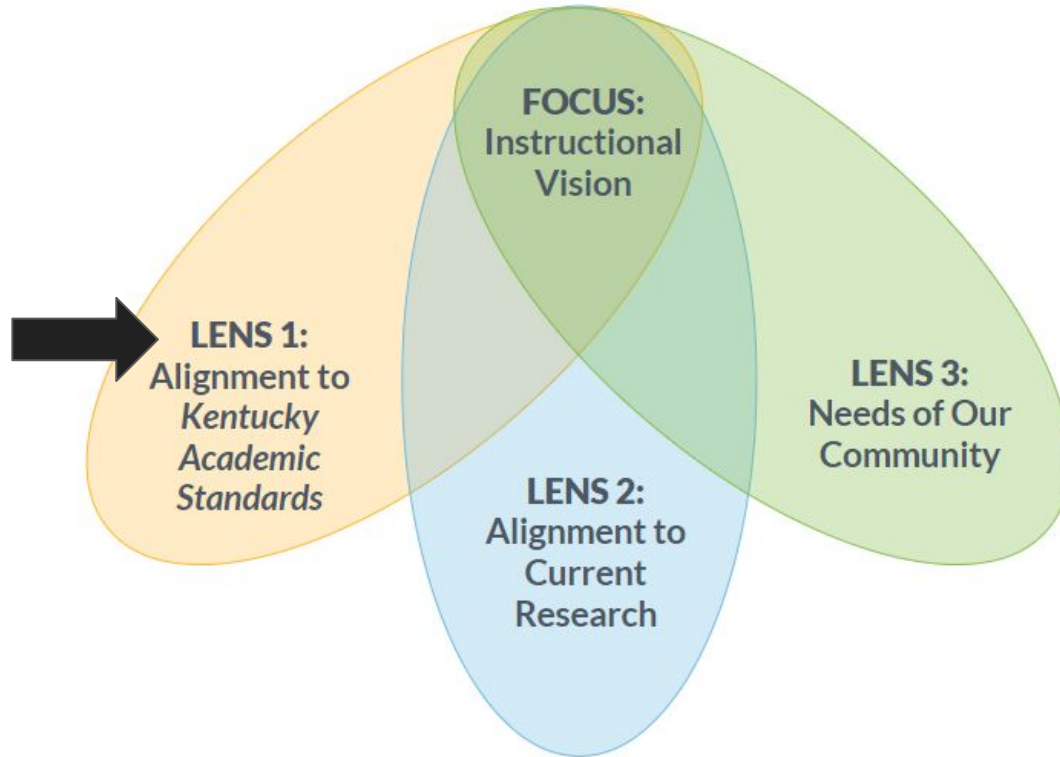 FOCUS:
Instructional
Vision
LENS 1:
Alignment to
Kentucky
Academic
Standards
LENS 2:
Alignment to
Current
Research
LENS 3:
Needs of Our
Community